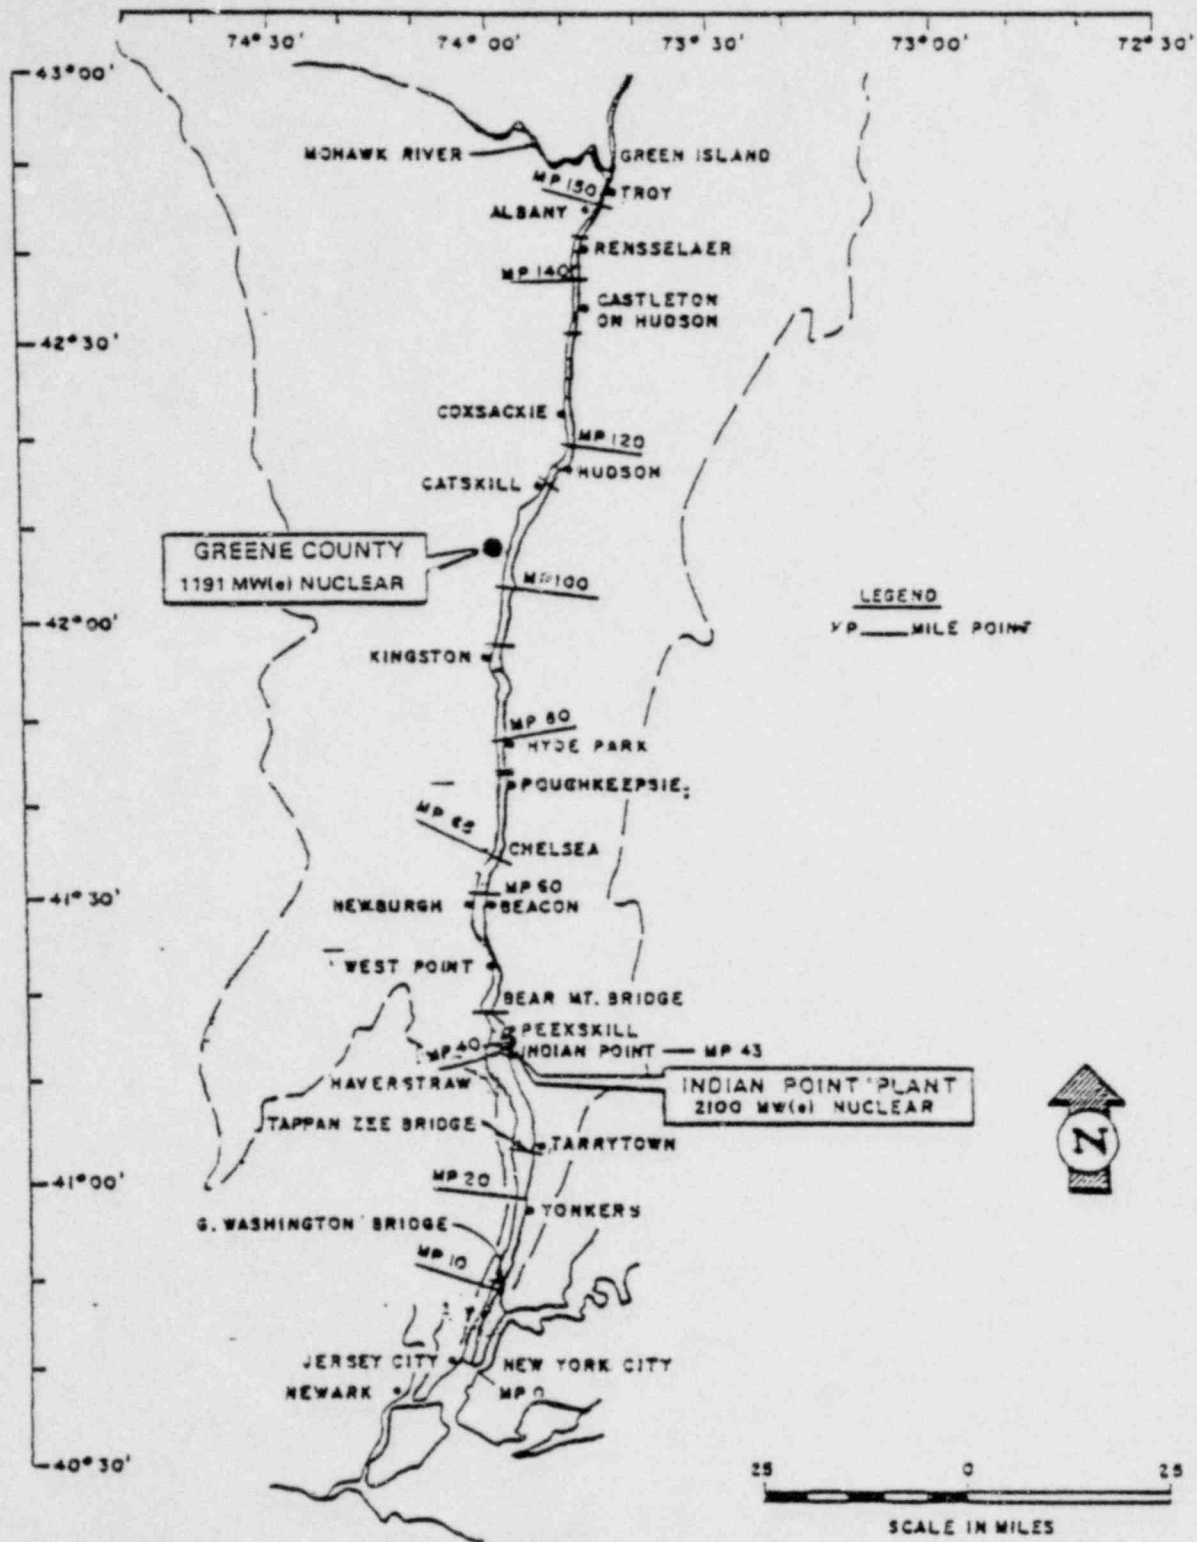 74°30'
74°00'
73°30'
73°00'
72°30'
43°00'
MOHAWK RIVER
GREEN ISLAND
MP 150
TROY
ALBANY
RENSSELAER
MP 140
CASTLETON
ON HUDSON
42°30'
COXSACKIE
MP 120
HUDSON
CATSKILL
GREENE COUNTY
1191 MW(e) NUCLEAR
MP 100
LEGEND
MILE POINT
42°00'
KINGSTON
MP 80
HYDE PARK
POUGHKEEPSIE
CHELSEA
MP 60
41°30'
NEWBURGH
BEACON
WEST POINT
BEAR MT. BRIDGE
PEEKSKILL
MP 40
INDIAN POINT — MP 43
HAVERSTRAW
INDIAN POINT PLANT
2100 MW(e) NUCLEAR
TAPPAN ZEE BRIDGE
TARRYTOWN
N
41°00'
MP 20
YONKERS
G. WASHINGTON BRIDGE
MP 10
JERSEY CITY
NEW YORK CITY
NEWARK
MP 0
40°30'
25 0 25
SCALE IN MILES